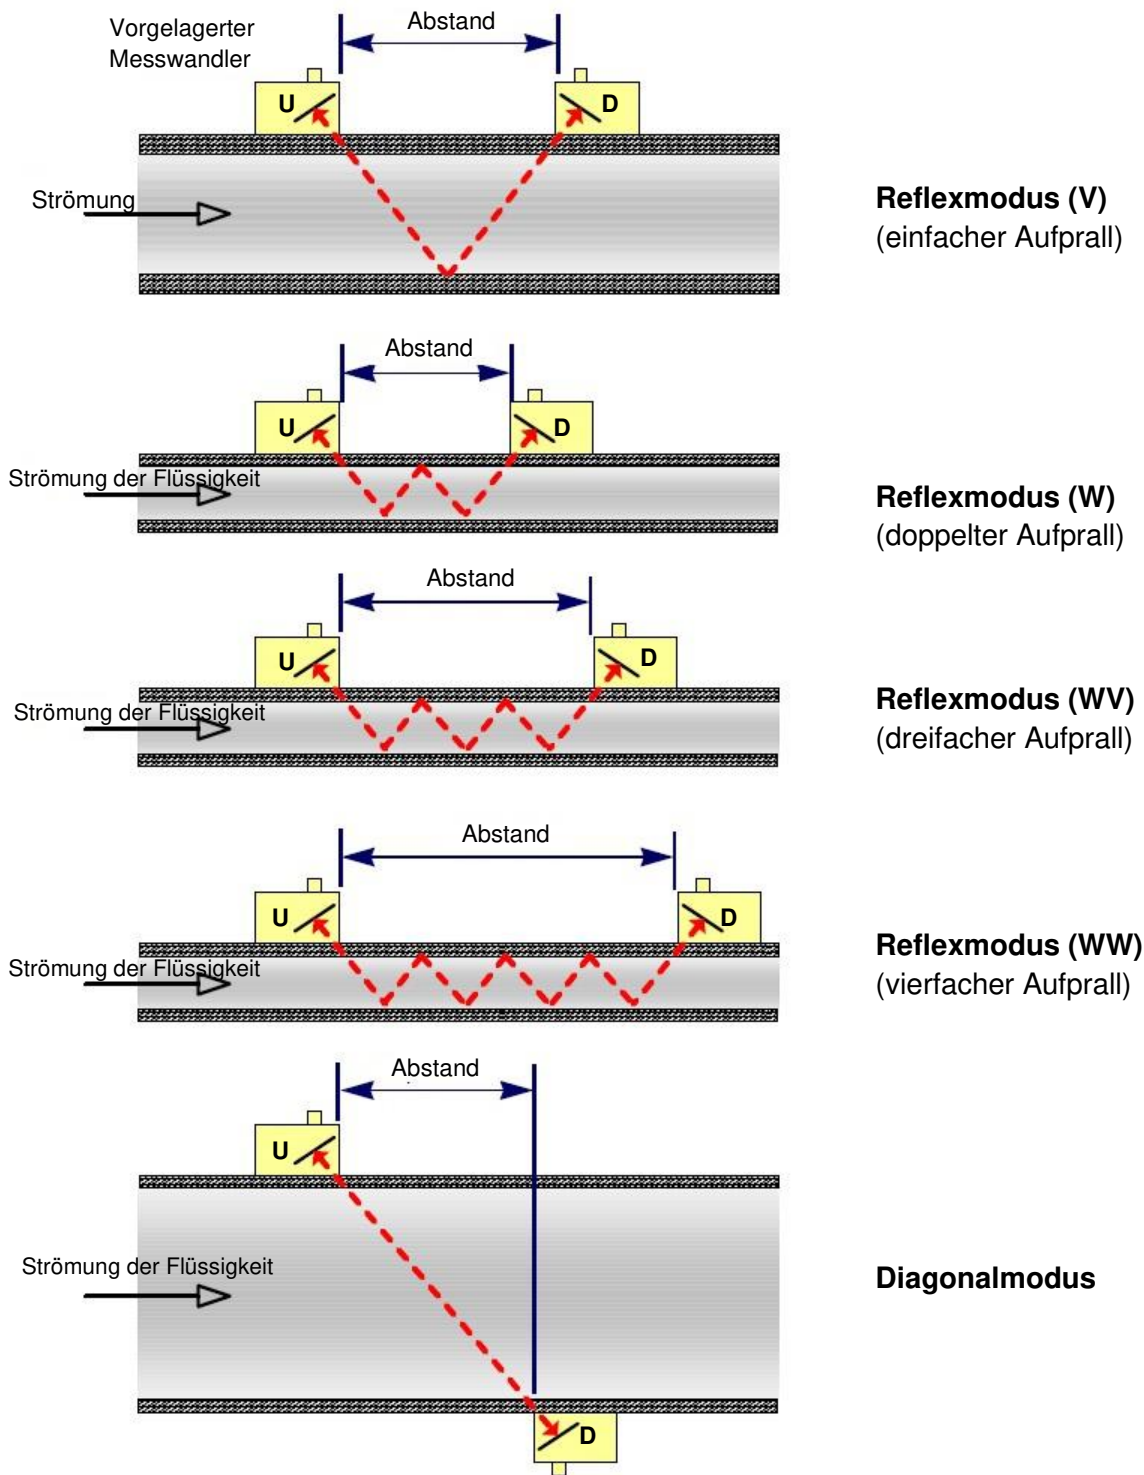 Vorgelagerter
Messwandler
Abstand
U
D
Strömung
Reflexmodus (V)
(einfacher Aufprall)
Abstand
U
D
Strömung der Flüssigkeit
Reflexmodus (W)
(doppelter Aufprall)
Abstand
U
D
Strömung der Flüssigkeit
Reflexmodus (WV)
(dreifacher Aufprall)
Abstand
U
D
Strömung der Flüssigkeit
Reflexmodus (WW)
(vierfacher Aufprall)
Abstand
U
Strömung der Flüssigkeit
Diagonalmodus
D